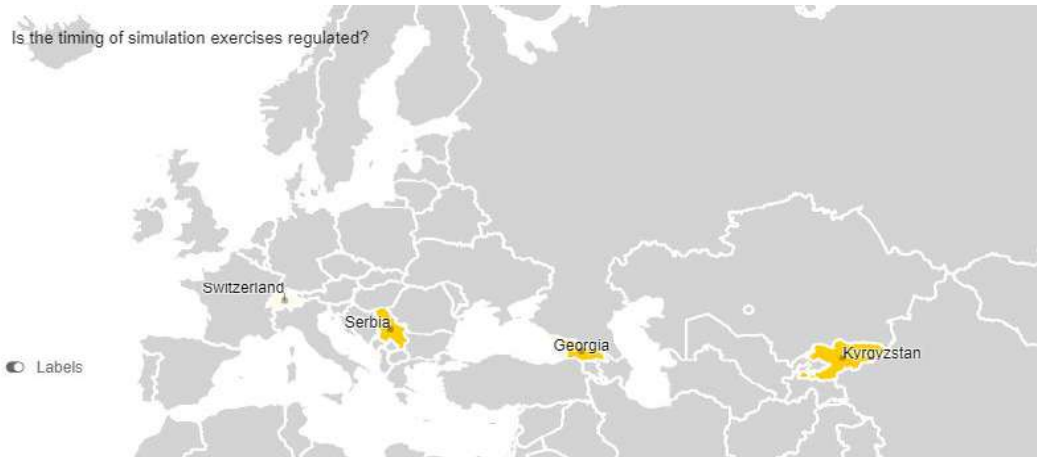 Is the timing of simulation exercises regulated?
Switzerland
Serbia
Georgia
Kyrgyzstan
Labels